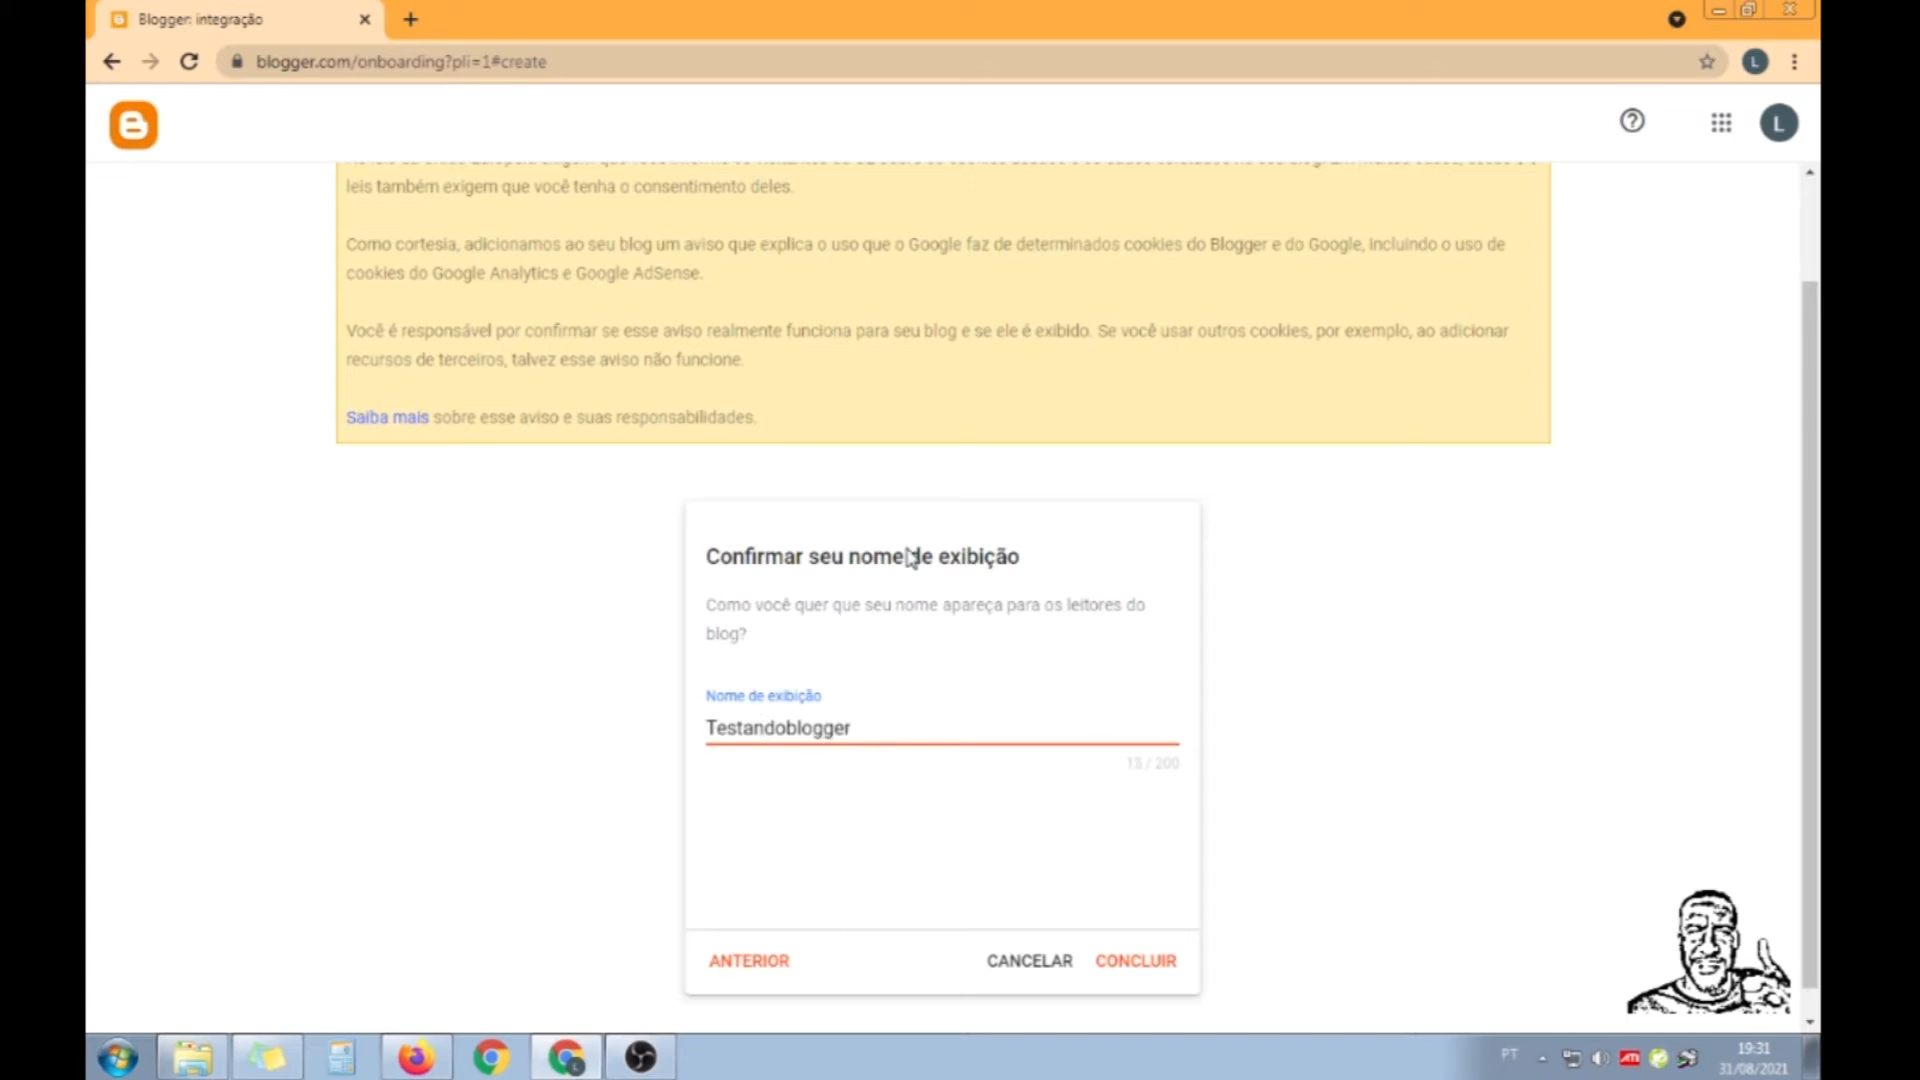 Blogger: integração
blogger.com/onboarding?pli=1#create
L
L
leis também exigem que você tenha o consentimento deles.
Como cortesia, adicionamos ao seu blog um aviso que explica o uso que o Google faz de determinados cookies do Blogger e do Google, incluindo o uso de
cookies do Google Analytics e Google AdSense.
Você é responsável por confirmar se esse aviso realmente funciona para seu blog e se ele é exibido. Se você usar outros cookies, por exemplo, ao adicionar
recursos de terceiros, talvez esse aviso não funcione.
Saiba mais sobre esse aviso e suas responsabilidades.
Confirmar seu nome de exibição
Como você quer que seu nome apareça para os leitores do
blog?
Nome de exibição
Testandoblogger
/ 200
ANTERIOR
CANCELAR
CONCLUIR
PT
ATI
19:31
31/08/2021